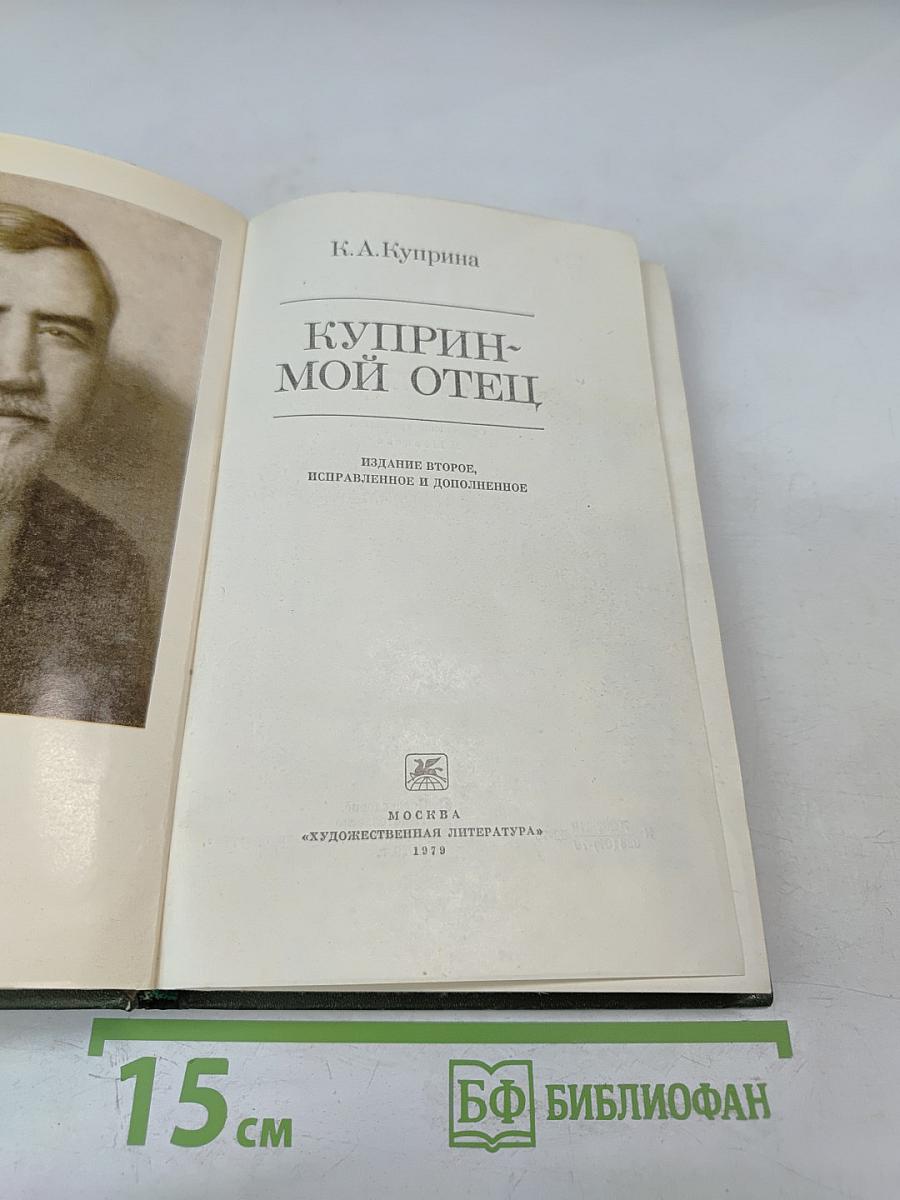 К. А. Куприна
КУПРИН-
МОЙ ОТЕЦ
ИЗДАНИЕ ВТОРОЕ,
ИСПРАВЛЕННОЕ И ДОПОЛНЕННОЕ
МОСКВА
«ХУДОЖЕСТВЕННАЯ ЛИТЕРАТУРА»
1979
15 см
БФ БИБЛИОФАН